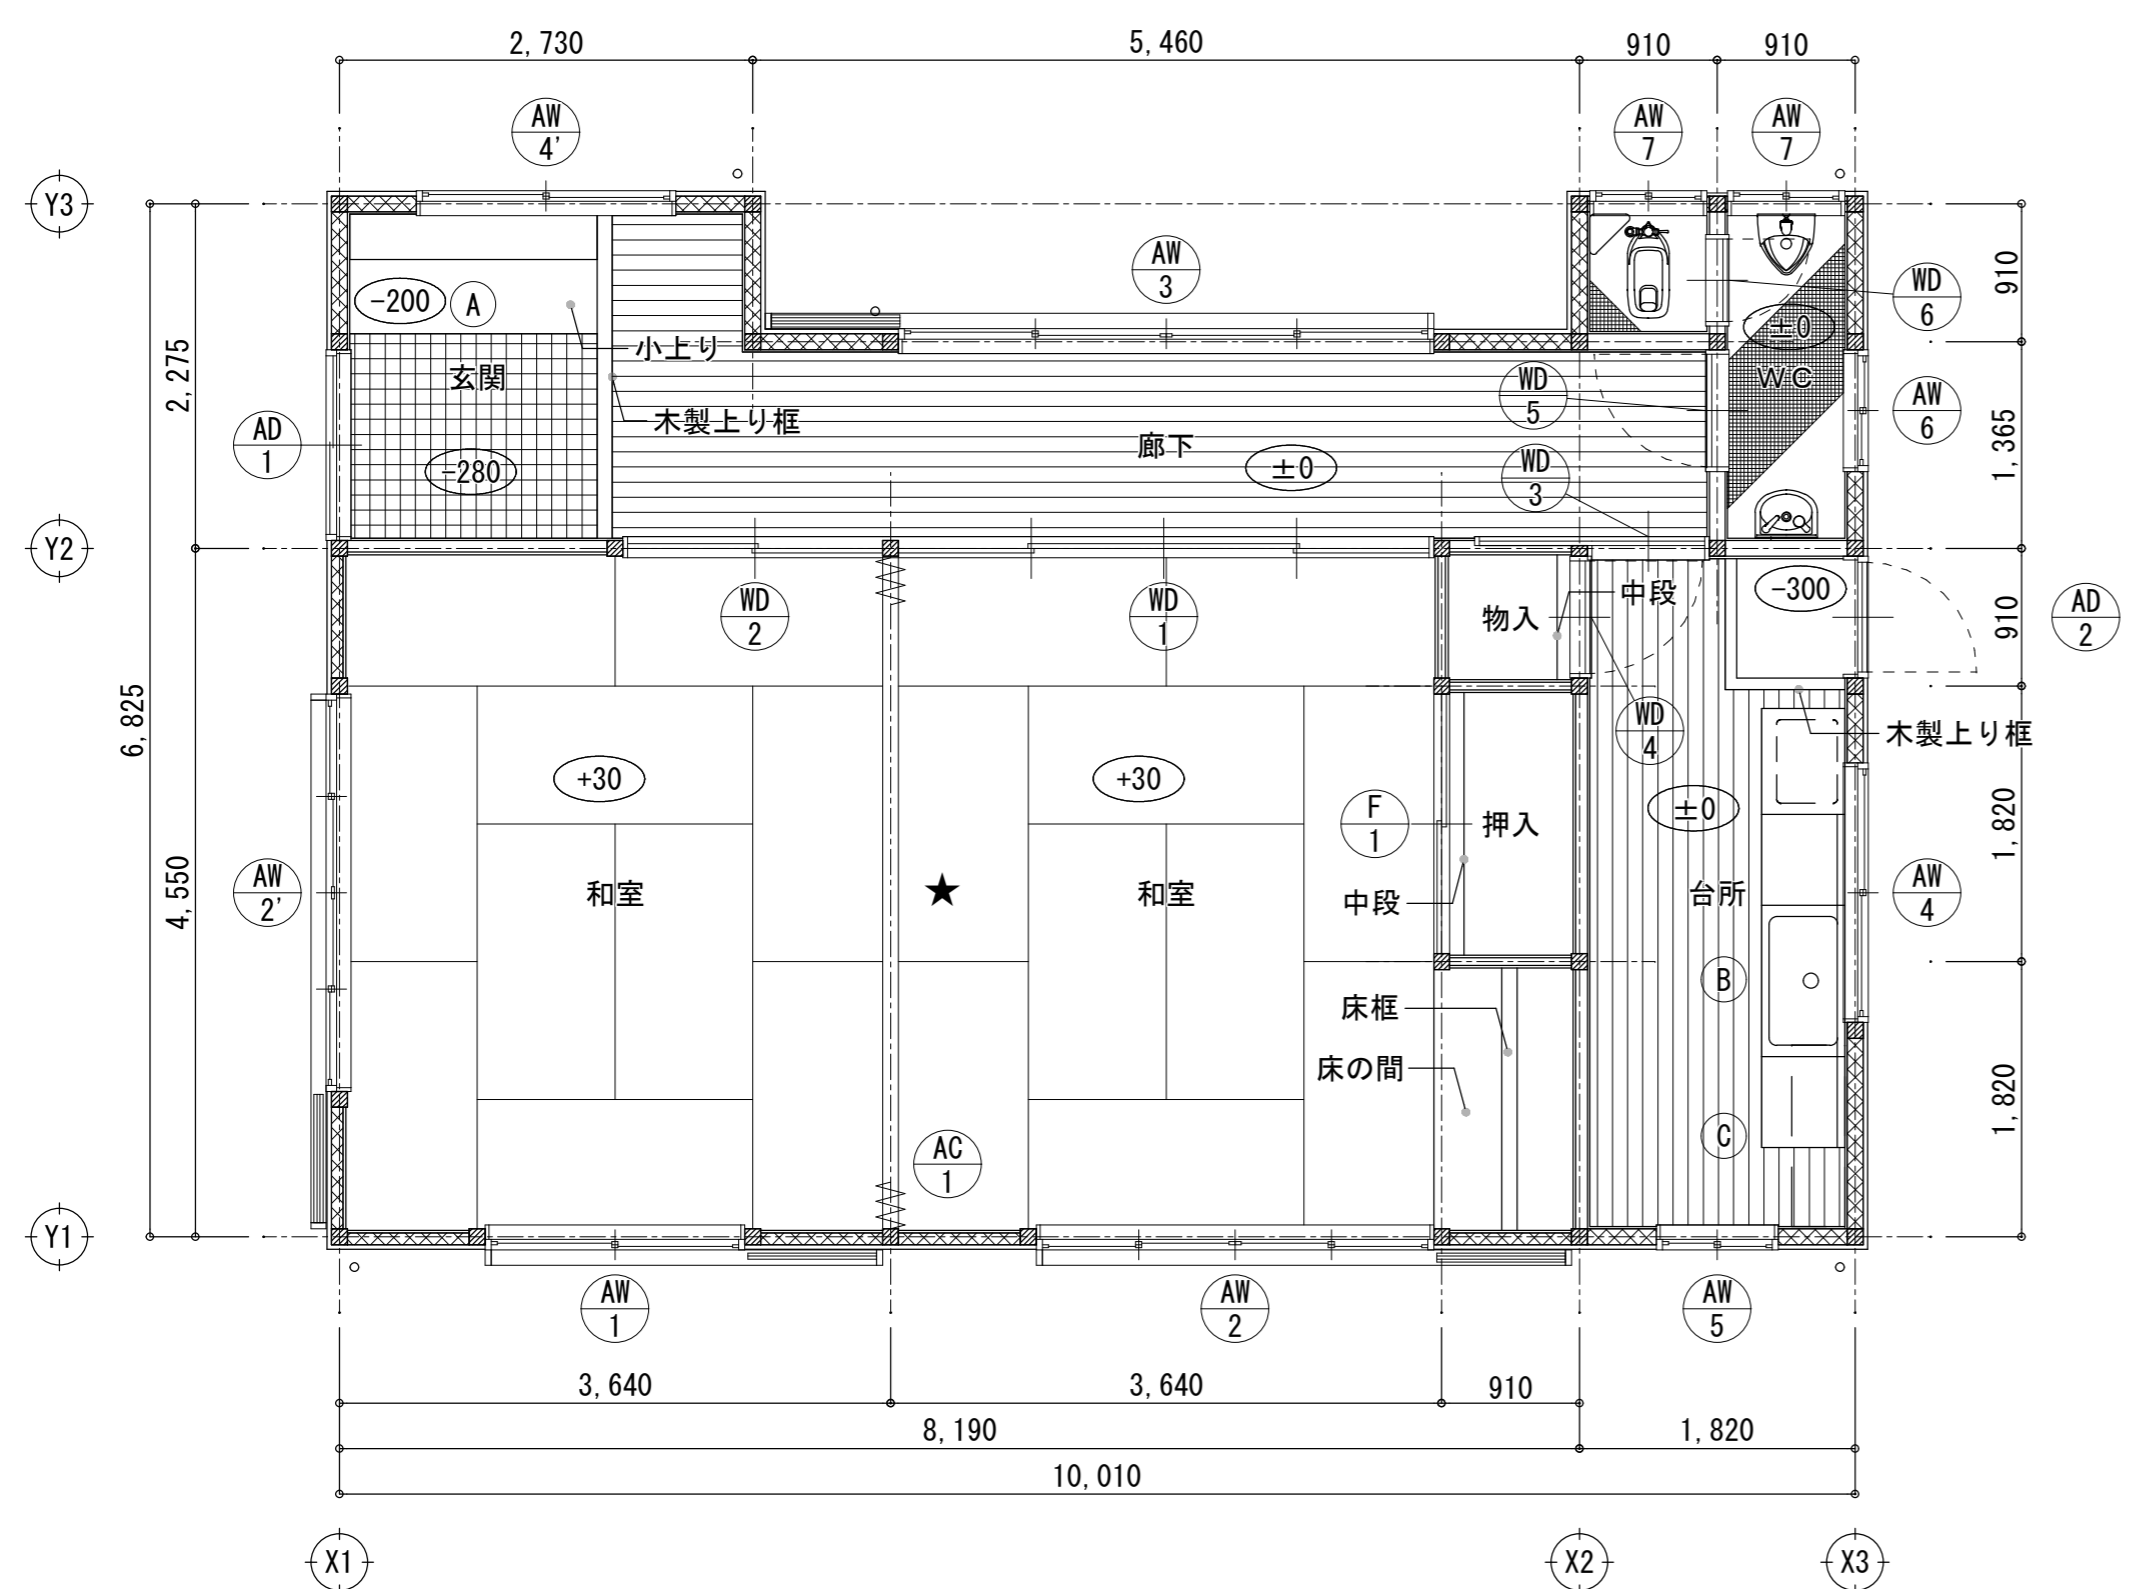 2,730
5,460
910
910
AW
4'
AW
7
AW
7
Y3
AW
3
910
WD
6
-200
A
±0
小上り
2,275
玄関
WC
WD
5
AW
6
木製上り框
1,365
AD
1
廊下
-280
±0
WD
3
Y2
-300
中段
WD
2
WD
1
物入
910
AD
2
6,825
WD
4
木製上り框
+30
+30
±0
F
1
押入
1,820
AW
2'
4,550
和室
★
和室
中段
台所
AW
4
B
床框
床の間
1,820
C
AC
1
Y1
AW
1
AW
2
AW
5
3,640
3,640
910
8,190
1,820
10,010
X1
X2
X3